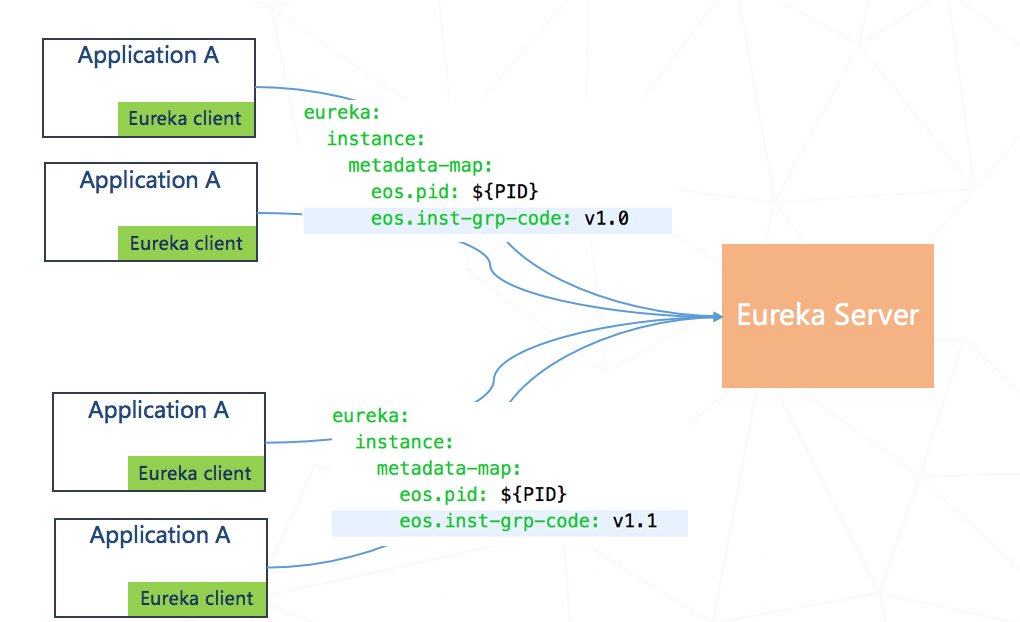 Application A
Eureka client
Application A
Eureka client
eureka:
instance:
metadata-map:
eos.pid: ${PID}
eos.inst-grp-code: v1.0
Eureka Server
Application A
Eureka client
Application A
Eureka client
eureka:
instance:
metadata-map:
eos.pid: ${PID}
eos.inst-grp-code: v1.1